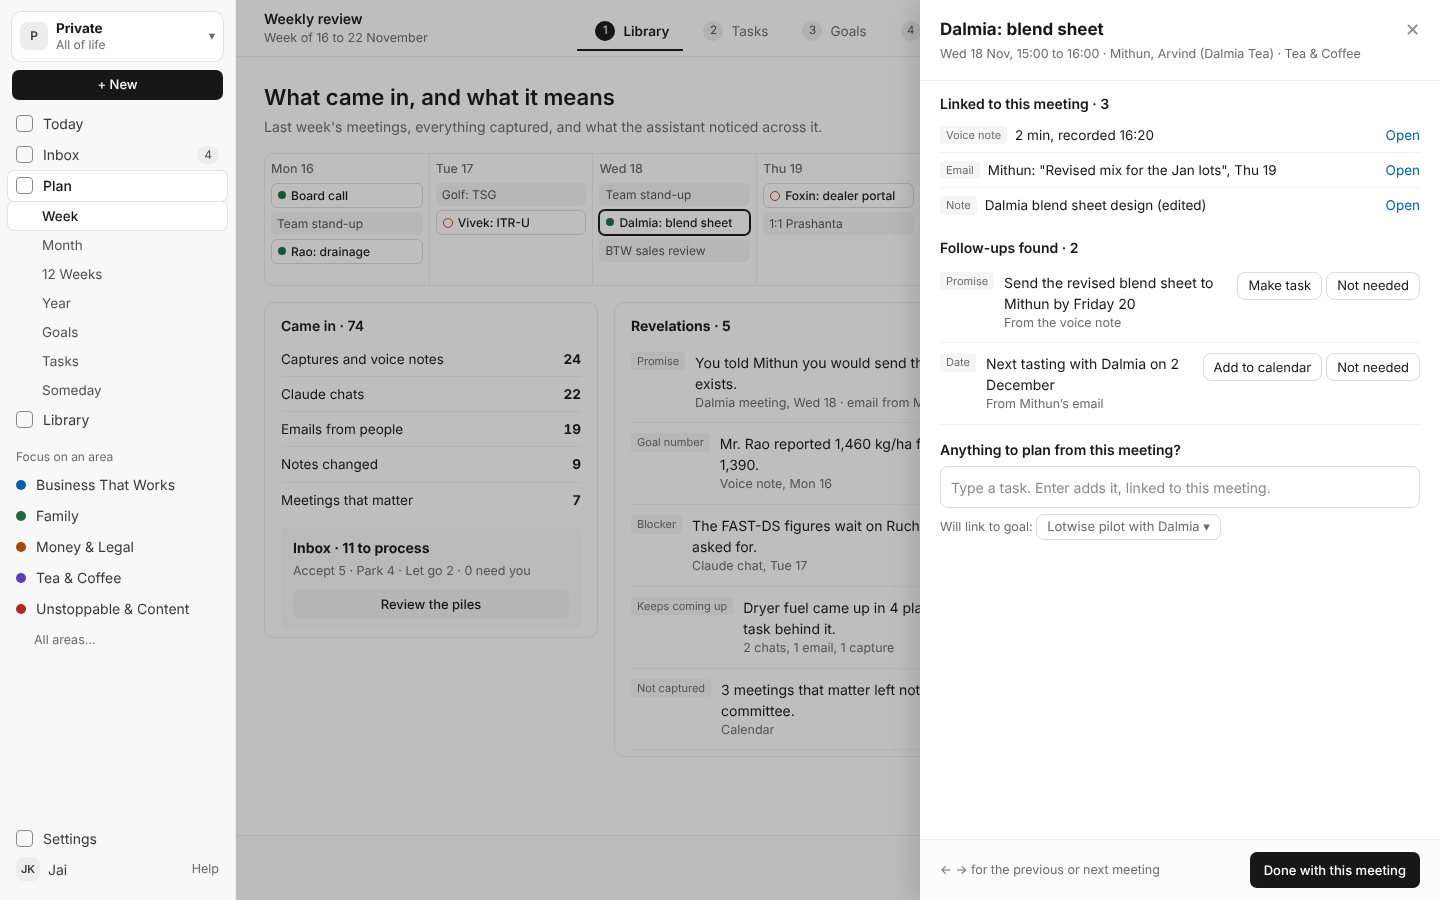 P
Private
All of life
▾
+ New
Today
Inbox
4
Plan
Week
Month
12 Weeks
Year
Goals
Tasks
Someday
Library
Focus on an area
Business That Works
Family
Money & Legal
Tea & Coffee
Unstoppable & Content
All areas...
Settings
JK
Jai
Help
Weekly review
Week of 16 to 22 November
1 Library
2 Tasks
3 Goals
4
What came in, and what it means
Last week's meetings, everything captured, and what the assistant noticed across it.
Mon 16
Board call
Team stand-up
Rao: drainage
Tue 17
Golf: TSG
Vivek: ITR-U
Wed 18
Team stand-up
Dalmia: blend sheet
BTW sales review
Thu 19
Foxin: dealer portal
1:1 Prashanta
Came in · 74
Captures and voice notes 24
Claude chats 22
Emails from people 19
Notes changed 9
Meetings that matter 7
Inbox · 11 to process
Accept 5 · Park 4 · Let go 2 · 0 need you
Review the piles
Revelations · 5
Promise
You told Mithun you would send th
exists.
Dalmia meeting, Wed 18 · email from M
Goal number
Mr. Rao reported 1,460 kg/ha f
1,390.
Voice note, Mon 16
Blocker
The FAST-DS figures wait on Ruch
asked for.
Claude chat, Tue 17
Keeps coming up
Dryer fuel came up in 4 pla
task behind it.
2 chats, 1 email, 1 capture
Not captured
3 meetings that matter left not
committee.
Calendar
Dalmia: blend sheet
✕
Wed 18 Nov, 15:00 to 16:00 · Mithun, Arvind (Dalmia Tea) · Tea & Coffee
Linked to this meeting · 3
Voice note 2 min, recorded 16:20 Open
Email Mithun: "Revised mix for the Jan lots", Thu 19 Open
Note Dalmia blend sheet design (edited) Open
Follow-ups found · 2
Promise
Send the revised blend sheet to
Mithun by Friday 20
From the voice note
Make task
Not needed
Date
Next tasting with Dalmia on 2
December
From Mithun’s email
Add to calendar
Not needed
Anything to plan from this meeting?
Type a task. Enter adds it, linked to this meeting.
Will link to goal: Lotwise pilot with Dalmia ▾
← → for the previous or next meeting
Done with this meeting